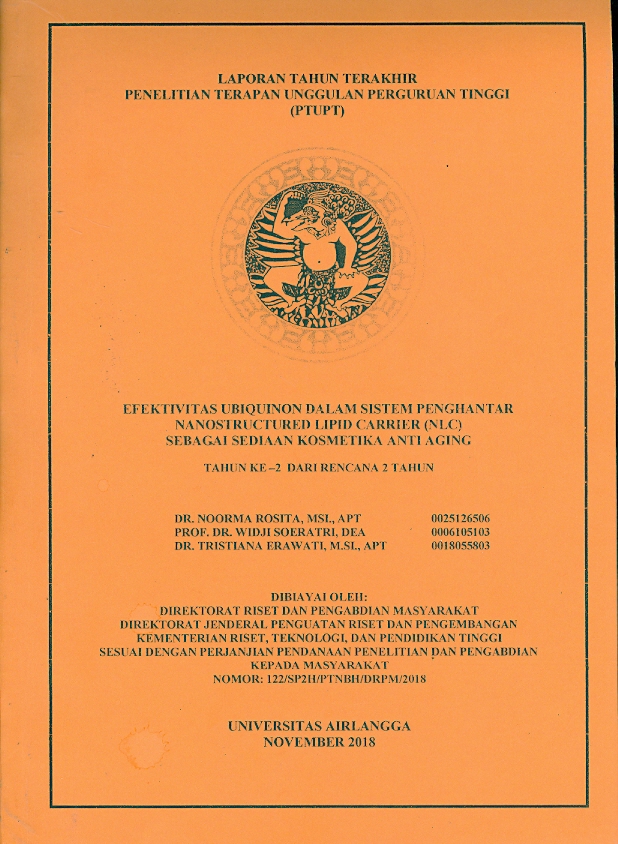 LAPORAN TAHUN TERAKHIR
PENELITIAN TERAPAN UNGGULAN PERGURUAN TINGGI
(PTUPT)
EFEKTIVITAS UBIQUINON DALAM SISTEM PENGHANTAR
NANOSTRUCTURED LIPID CARRIER (NLC)
SEBAGAI SEDIAAN KOSMETIKA ANTI AGING
TAHUN KE –2 DARI RENCANA 2 TAHUN
DR. NOORMA ROSITA, MSI., APT 0025126506
PROF. DR. WIDJI SOERATRI, DEA 0006105103
DR. TRISTIANA ERAWATI, M.SI., APT 0018055803
DIBIAYAI OLEH:
DIREKTORAT RISET DAN PENGABDIAN MASYARAKAT
DIREKTORAT JENDERAL PENGUATAN RISET DAN PENGEMBANGAN
KEMENTERIAN RISET, TEKNOLOGI, DAN PENDIDIKAN TINGGI
SESUAI DENGAN PERJANJIAN PENDANAAN PENELITIAN DAN PENGABDIAN
KEPADA MASYARAKAT
NOMOR: 122/SP2H/PTNBH/DRPM/2018
UNIVERSITAS AIRLANGGA
NOVEMBER 2018